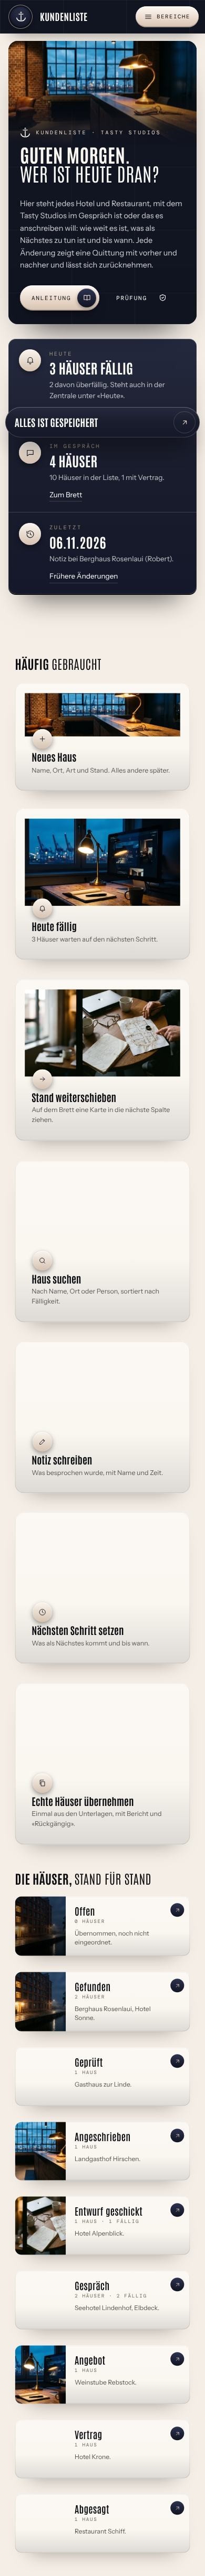 KUNDENLISTE
BEREICHE
KUNDENLISTE · TASTY STUDIOS
GUTEN MORGEN.
WER IST HEUTE DRAN?
Hier steht jedes Hotel und Restaurant, mit dem
Tasty Studios im Gespräch ist oder das es
anschreiben will: wie weit es ist, was als
Nächstes zu tun ist und bis wann. Jede
Änderung zeigt eine Quittung mit vorher und
nachher und lässt sich zurücknehmen.
ANLEITUNG
PRÜFUNG
HEUTE
3 HÄUSER FÄLLIG
2 davon überfällig. Steht auch in der
Zentrale unter «Heute».
ALLES IST GESPEICHERT
IM GESPRÄCH
4 HÄUSER
10 Häuser in der Liste, 1 mit Vertrag.
Zum Brett
ZULETZT
06.11.2026
Notiz bei Berghaus Rosenlaui (Robert).
Frühere Änderungen
HÄUFIG GEBRAUCHT
Neues Haus
Name, Ort, Art und Stand. Alles andere später.
Heute fällig
3 Häuser warten auf den nächsten Schritt.
Stand weiterschieben
Auf dem Brett eine Karte in die nächste Spalte
ziehen.
Haus suchen
Nach Name, Ort oder Person, sortiert nach
Fälligkeit.
Notiz schreiben
Was besprochen wurde, mit Name und Zeit.
Nächsten Schritt setzen
Was als Nächstes kommt und bis wann.
Echte Häuser übernehmen
Einmal aus den Unterlagen, mit Bericht und
«Rückgängig».
DIE HÄUSER, STAND FÜR STAND
Offen
0 HÄUSER
Übernommen, noch nicht
eingeordnet.
Gefunden
2 HÄUSER
Berghaus Rosenlaui, Hotel
Sonne.
Geprüft
1 HAUS
Gasthaus zur Linde.
Angeschrieben
1 HAUS
Landgasthof Hirschen.
Entwurf geschickt
1 HAUS · 1 FÄLLIG
Hotel Alpenblick.
Gespräch
2 HÄUSER · 2 FÄLLIG
Seehotel Lindenhof, Elbdeck.
Angebot
1 HAUS
Weinstube Rebstock.
Vertrag
1 HAUS
Hotel Krone.
Abgesagt
1 HAUS
Restaurant Schiff.